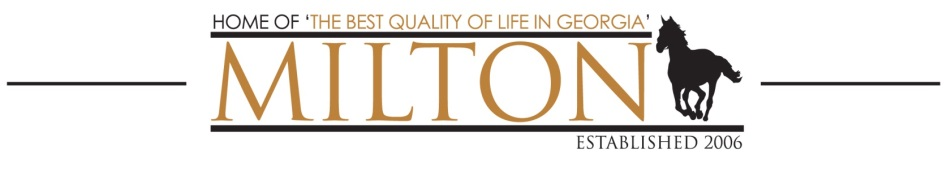 HOME OF ‘THE BEST QUALITY OF LIFE IN GEORGIA’
MILTON
ESTABLISHED 2006